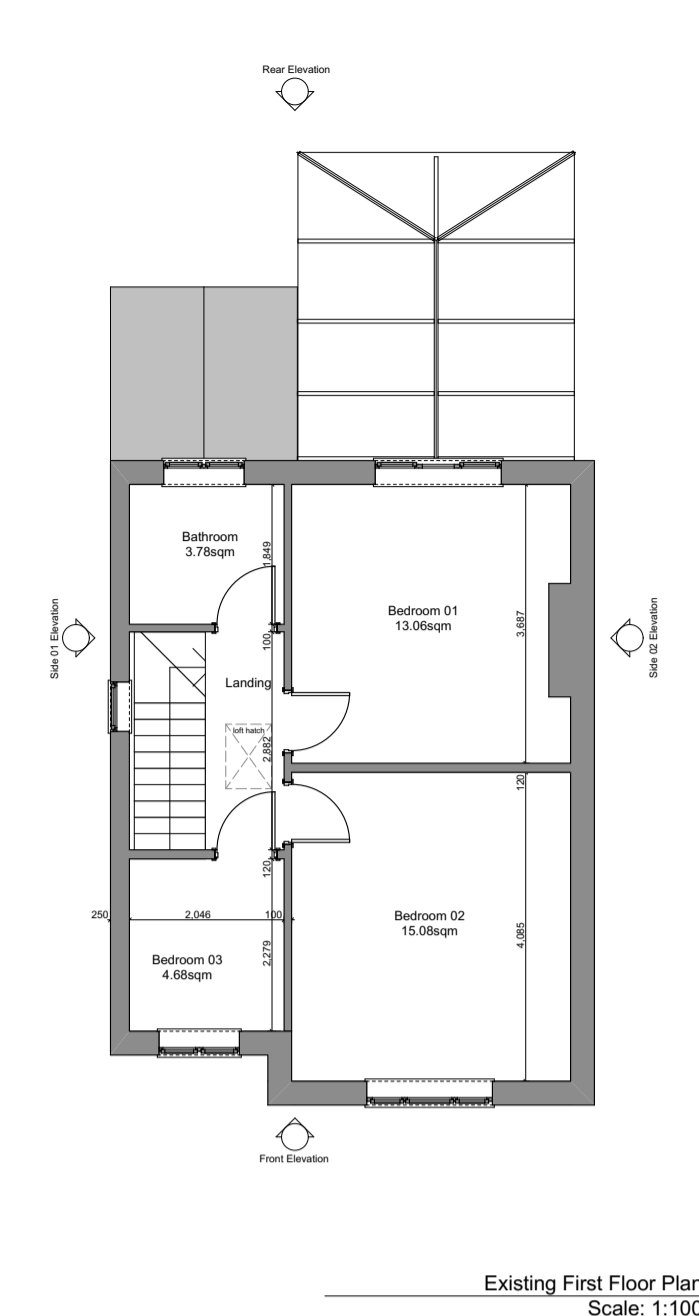 Rear Elevation
Bathroom
3.78sqm
1,849
Bedroom 01
13.06sqm
3,687
Side 01 Elevation
Side 02 Elevation
100
Landing
loft hatch
2,882
120
120
250
2,046
100
Bedroom 02
15.08sqm
4,085
Bedroom 03
4.68sqm
2,279
Front Elevation
Existing First Floor Plan
Scale: 1:100